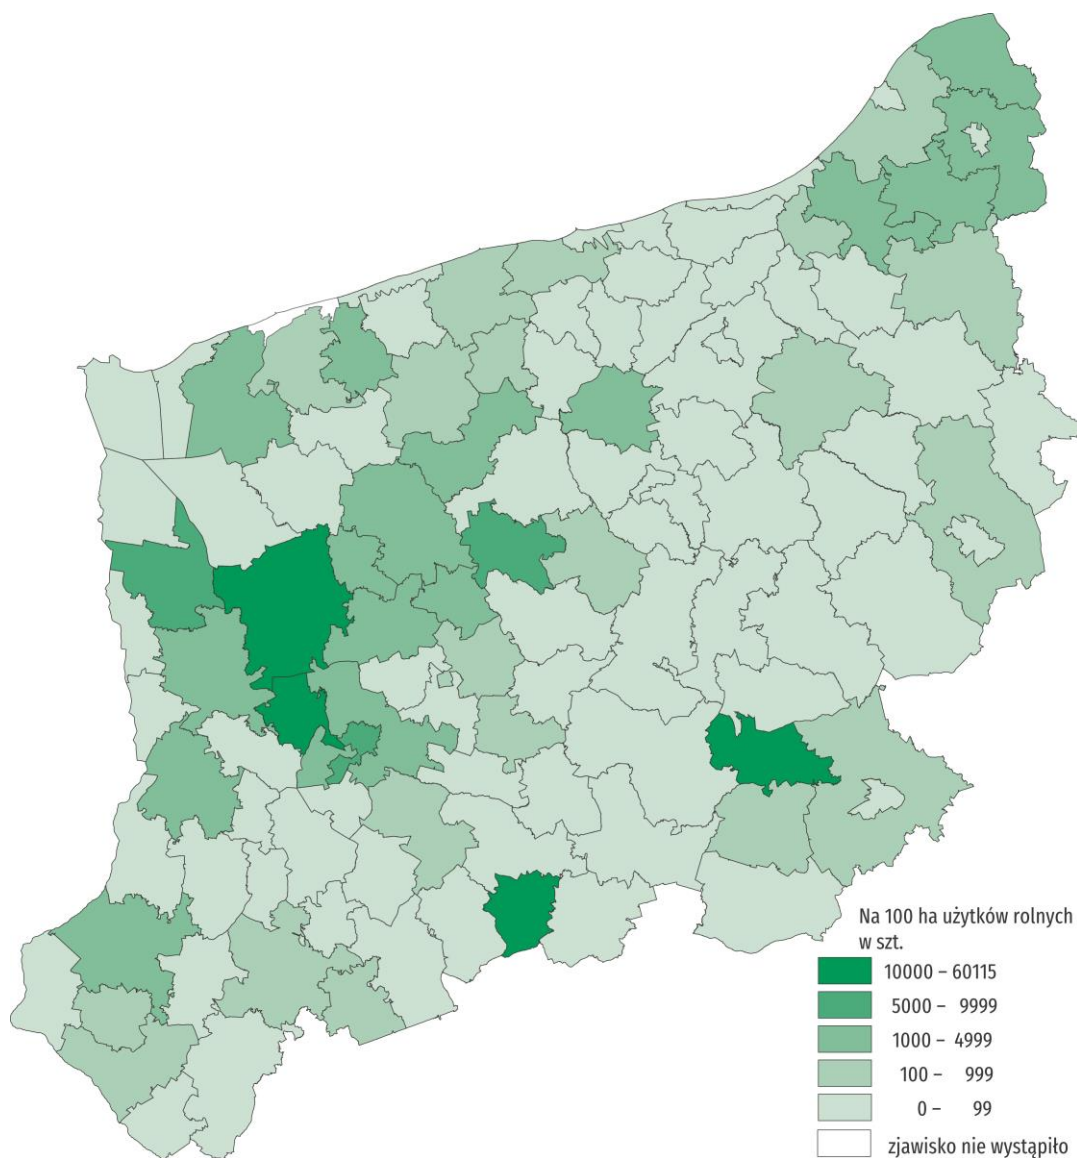 Na 100 ha użytków rolnych
w szt.
10000 – 60115
5000 – 9999
1000 – 4999
100 – 999
0 – 99
zjawisko nie wystąpiło